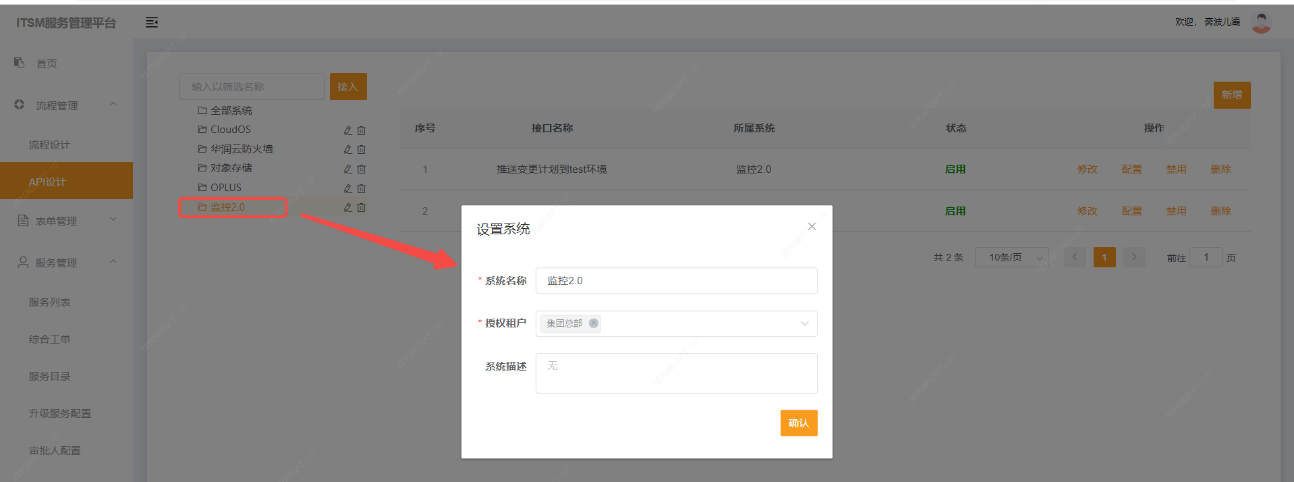 ITSM服务管理平台
欢迎，奔波儿灞
首页
流程管理
流程设计
API设计
表单管理
服务管理
服务列表
综合工单
服务目录
升级服务配置
审批人配置
输入以筛选名称
接入
全部系统
CloudOS
华润云防火墙
对象存储
OPLUS
监控2.0
新增
序号 接口名称 所属系统 状态 操作
1 推送变更计划到test环境 监控2.0 启用 修改 配置 禁用 删除
2 启用 修改 配置 禁用 删除
共 2 条 10条/页 1 前往 1 页
设置系统
* 系统名称 监控2.0
* 授权租户 集团总部
系统描述 无
确认